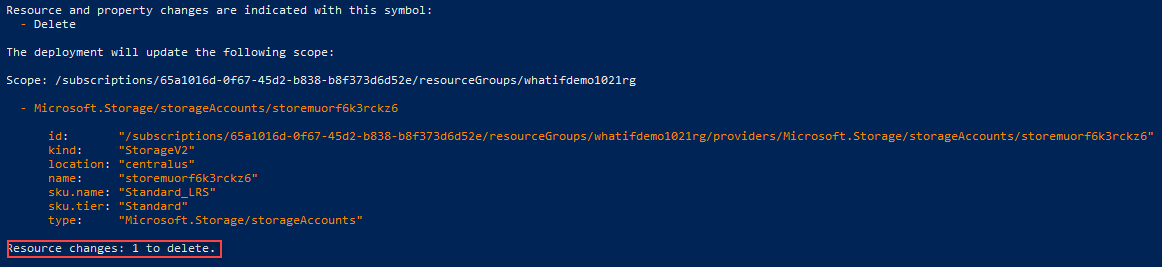 Resource and property changes are indicated with this symbol:
- Delete
The deployment will update the following scope:
Scope: /subscriptions/65a1016d-0f67-45d2-b838-b8f373d6d52e/resourceGroups/whatifdemo1021rg
- Microsoft.Storage/storageAccounts/storemuorf6k3rckz6
id: "/subscriptions/65a1016d-0f67-45d2-b838-b8f373d6d52e/resourceGroups/whatifdemo1021rg/providers/Microsoft.Storage/storageAccounts/storemuorf6k3rckz6"
kind: "StorageV2"
location: "centralus"
name: "storemuorf6k3rckz6"
sku.name: "Standard_LRS"
sku.tier: "Standard"
type: "Microsoft.Storage/storageAccounts"
Resource changes: 1 to delete.